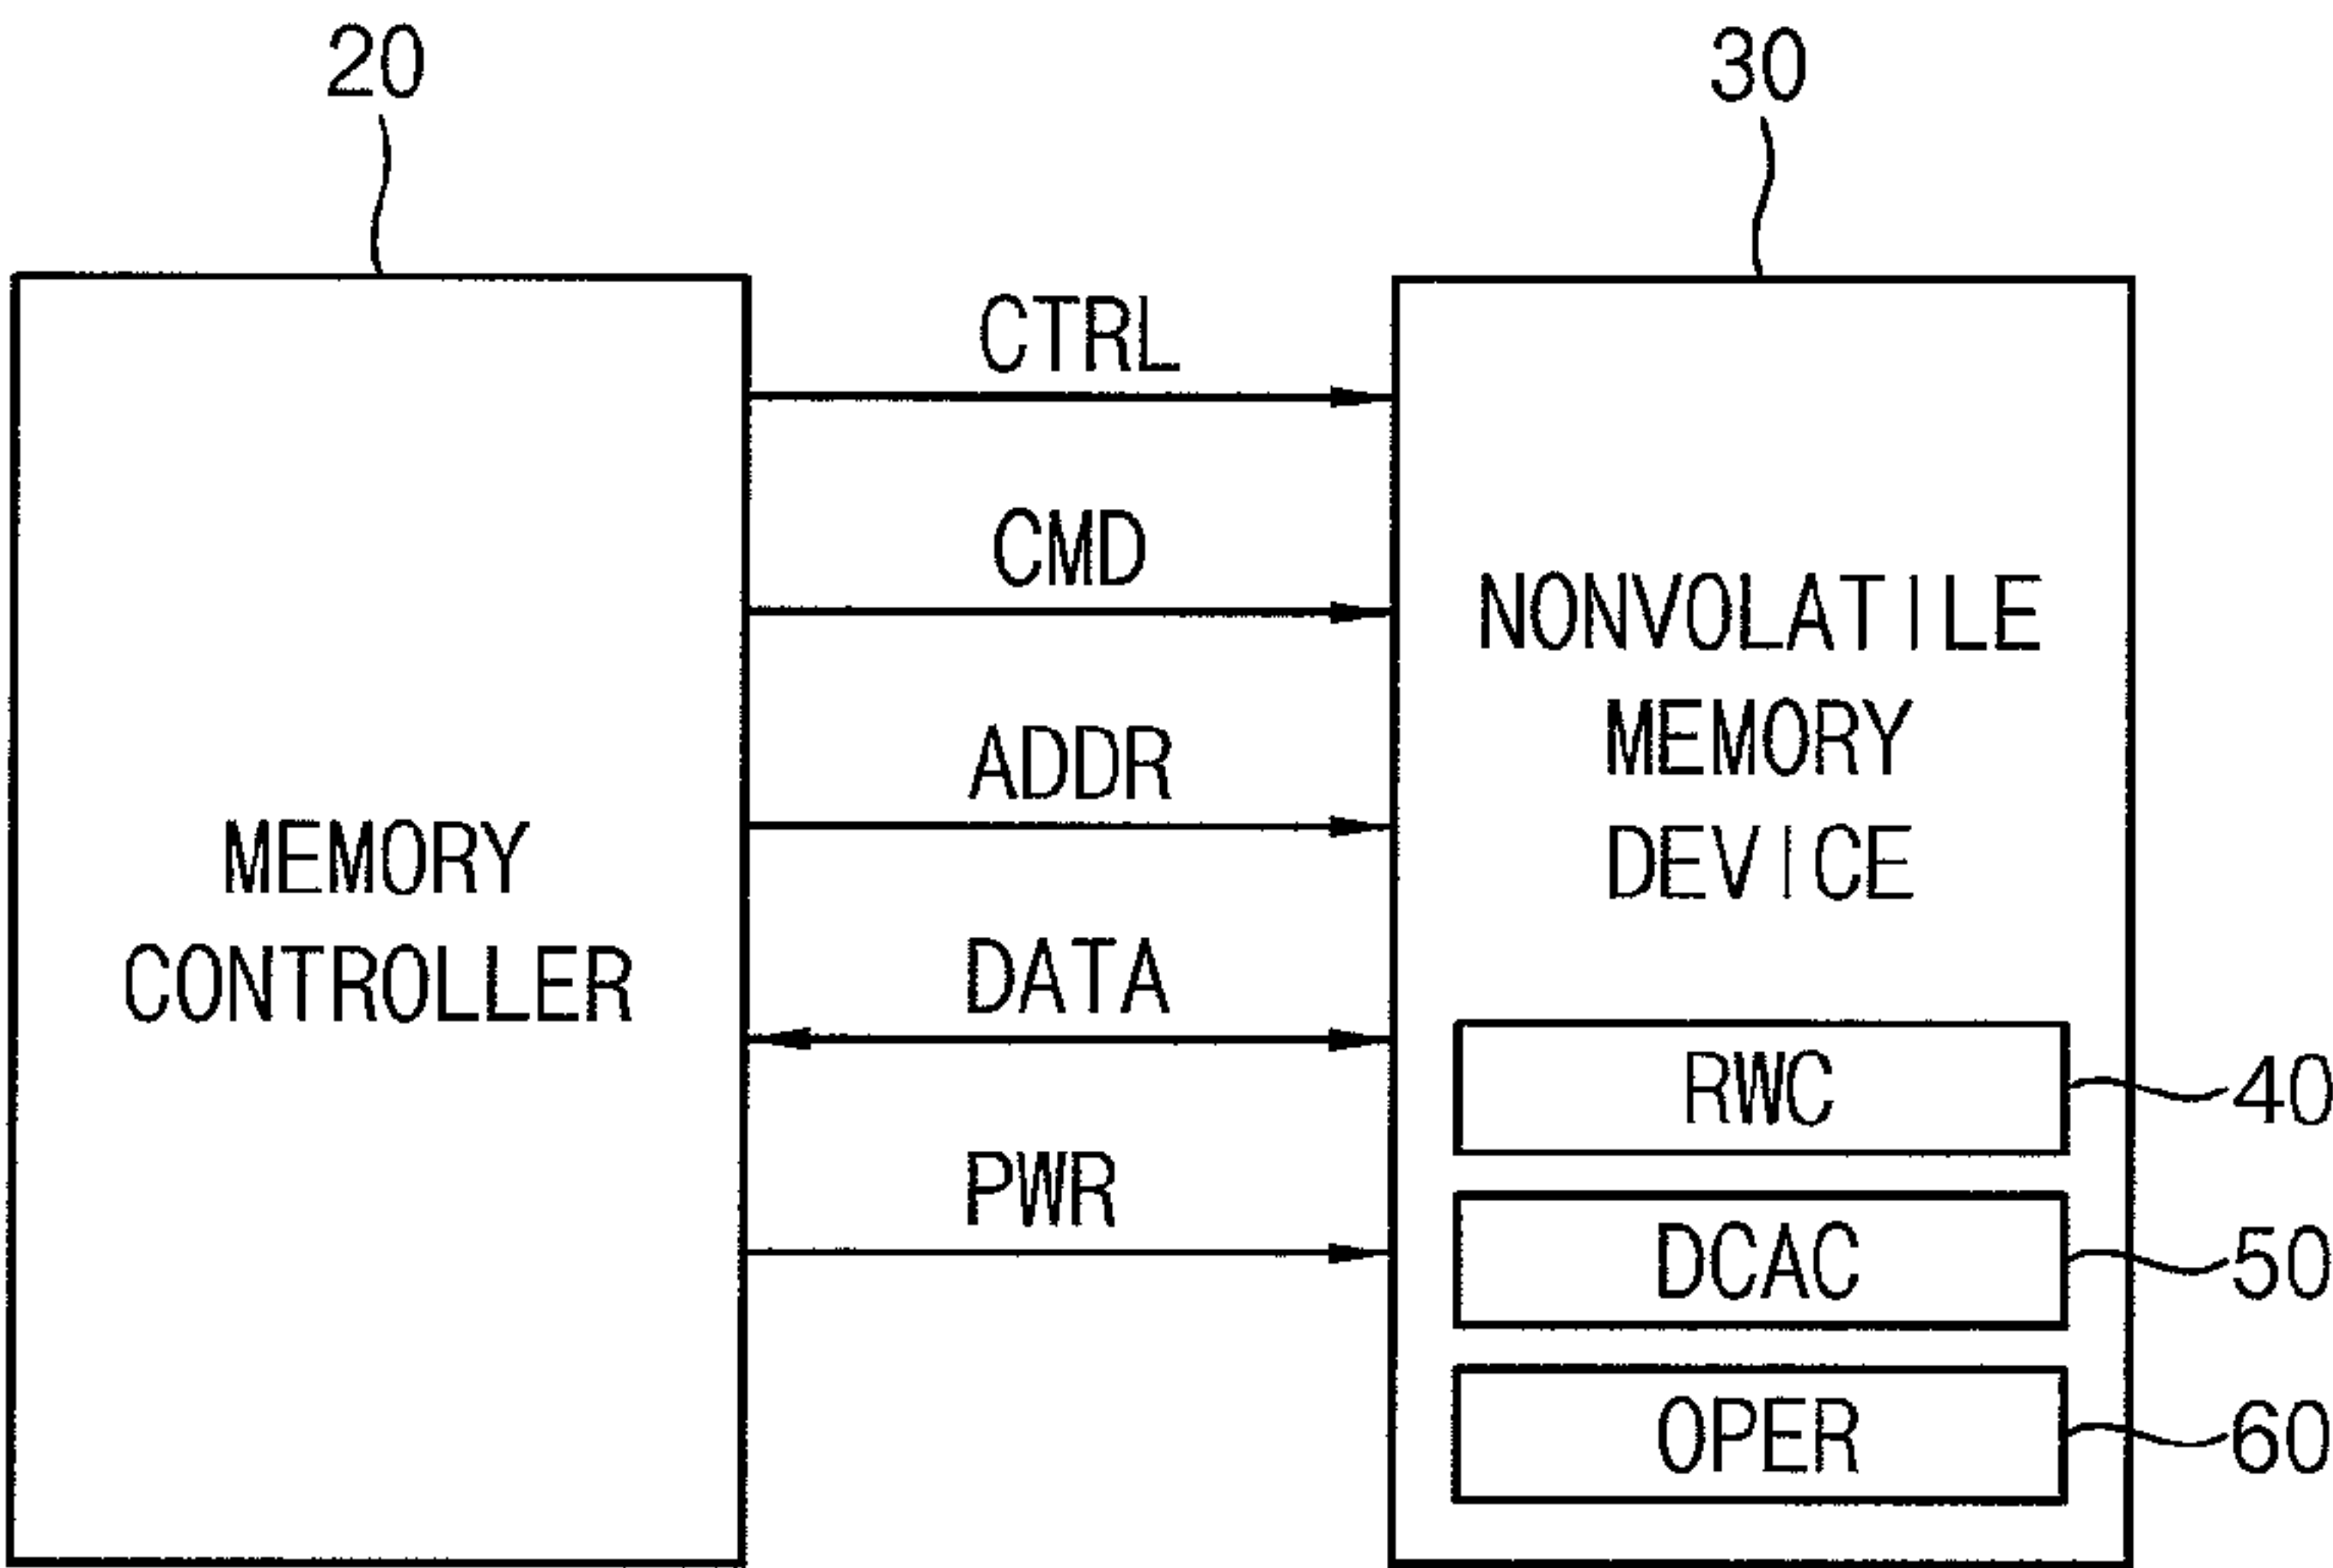 20
30
CTRL
CMD
ADDR
DATA
PWR
MEMORY
CONTROLLER
NONVOLATILE
MEMORY
DEVICE
RWC
40
DCAC
50
OPER
60